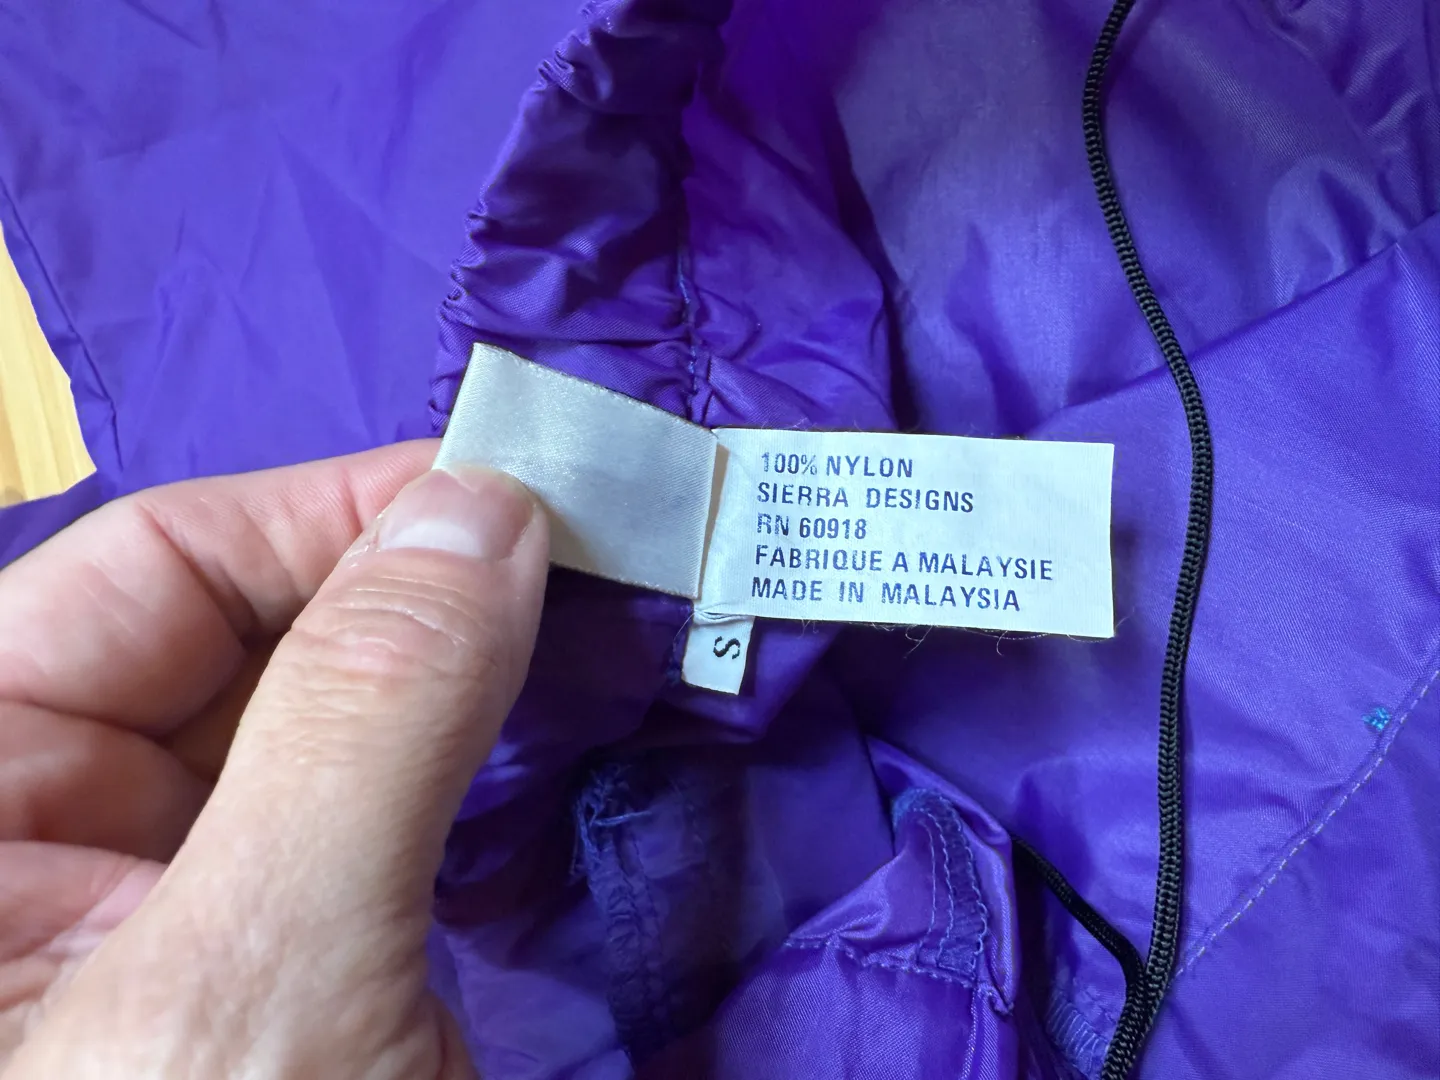 100% NYLON
SIERRA DESIGNS
RN 60918
FABRIQUE A MALAYSIE
MADE IN MALAYSIA
S